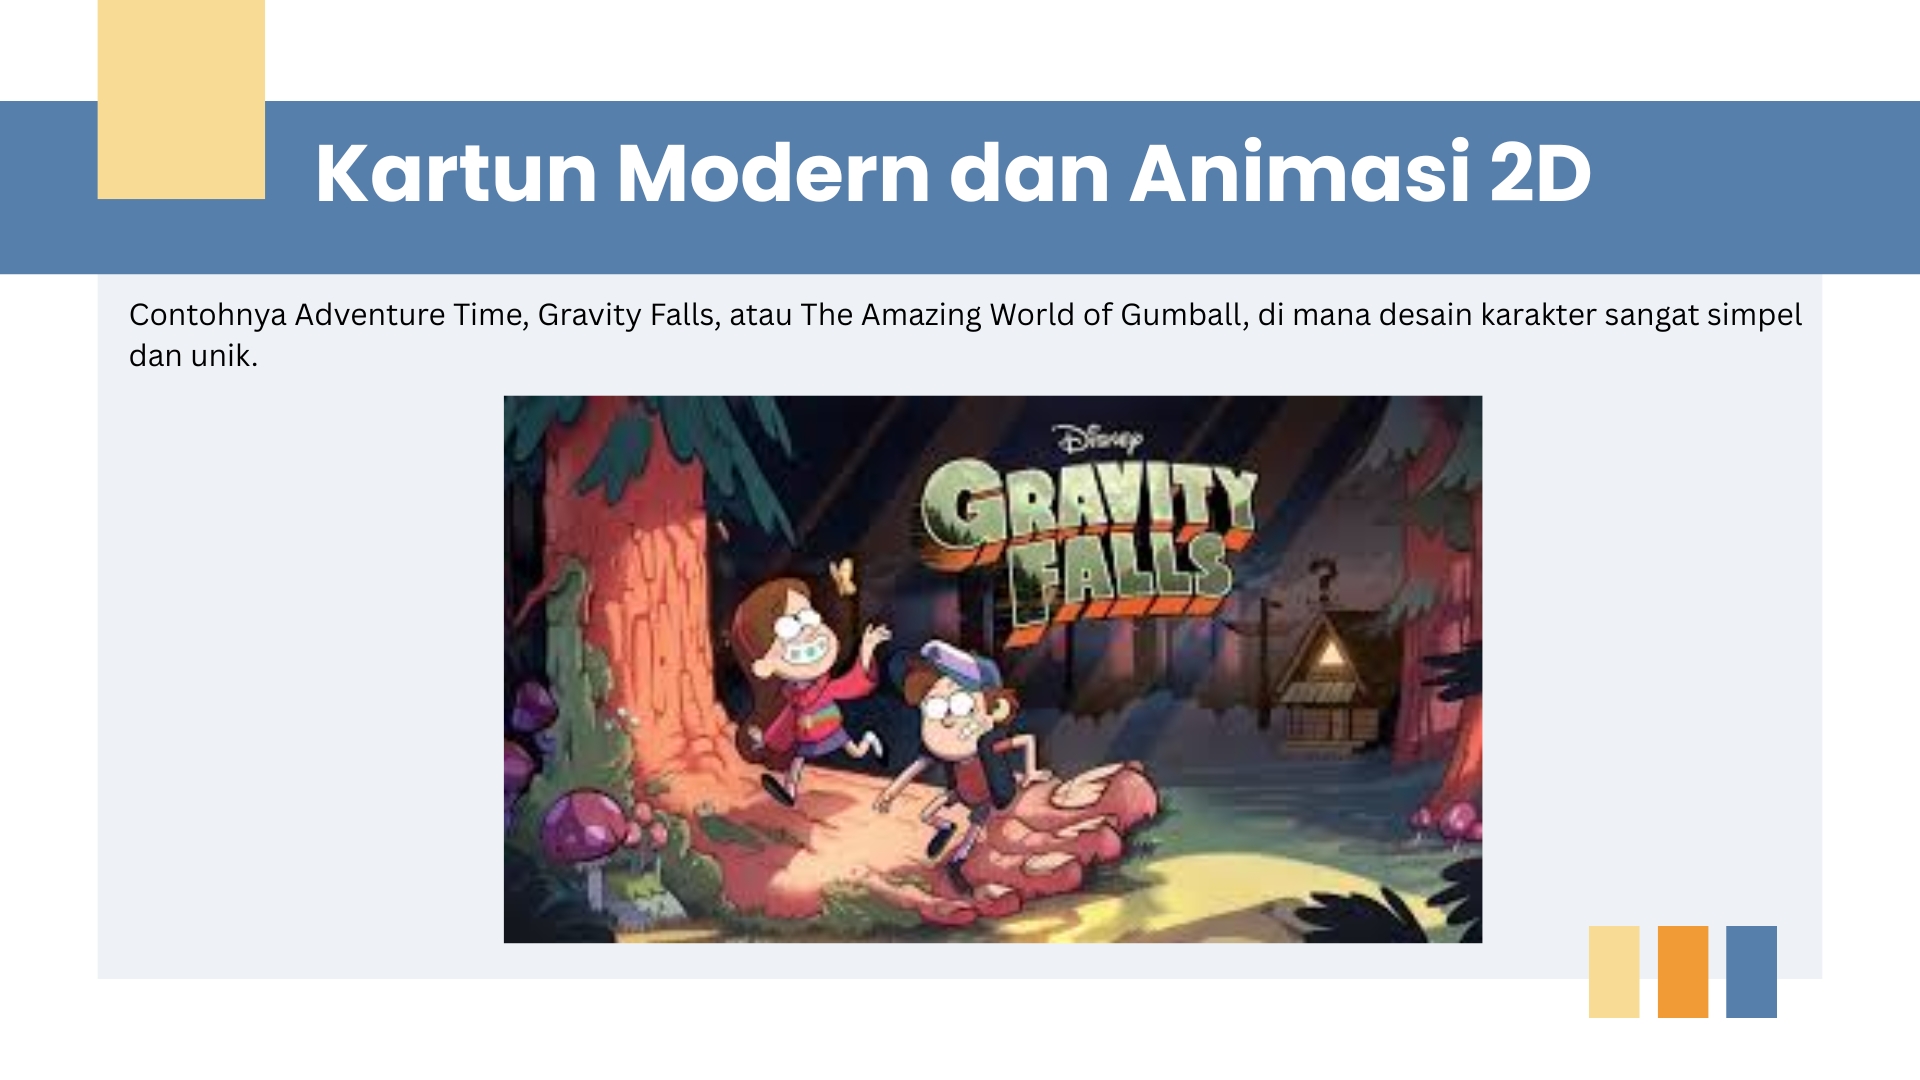 Kartun Modern dan Animasi 2D
Contohnya Adventure Time, Gravity Falls, atau The Amazing World of Gumball, di mana desain karakter sangat simpel
dan unik.
Disney
GRAVITY
FALLS
?